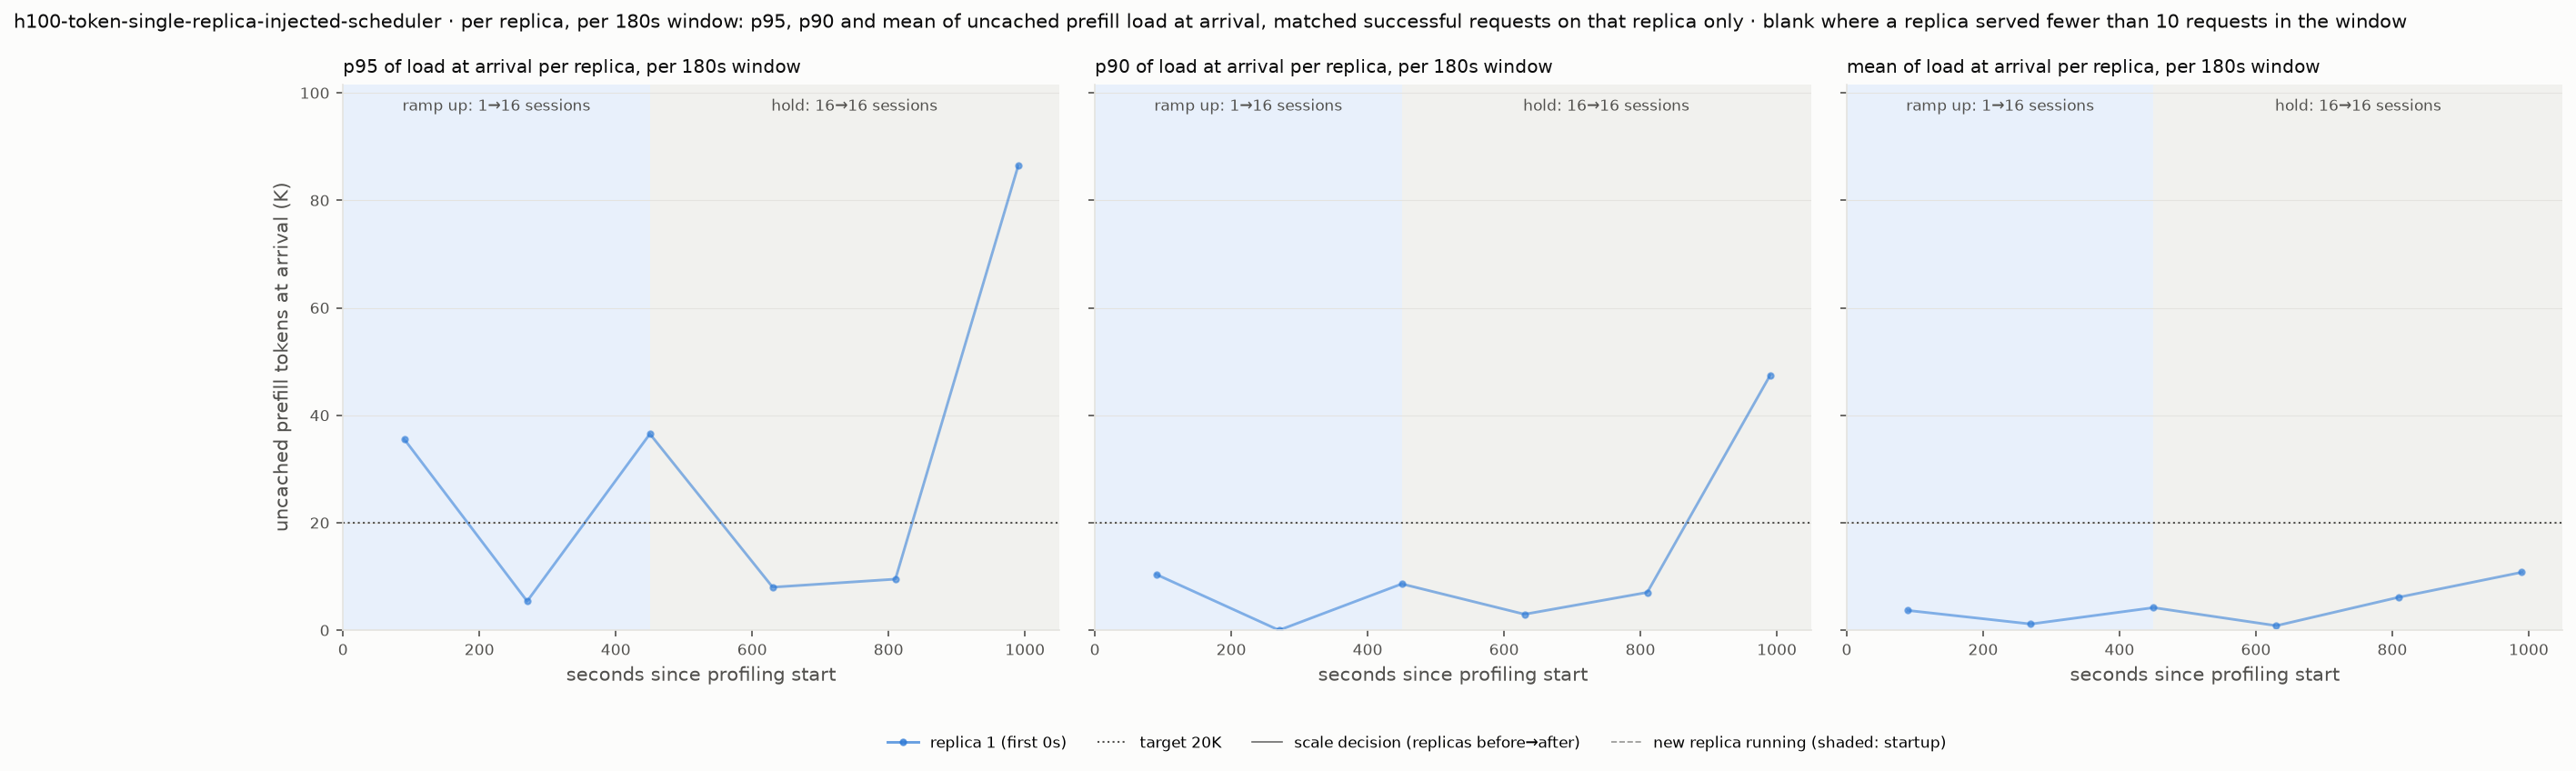 h100-token-single-replica-injected-scheduler · per replica, per 180s window: p95, p90 and mean of uncached prefill load at arrival, matched successful requests on that replica only · blank where a replica served fewer than 10 requests in the window
p95 of load at arrival per replica, per 180s window
ramp up: 1→16 sessions
hold: 16→16 sessions
uncached prefill tokens at arrival (K)
100
80
60
40
20
0
0 200 400 600 800 1000
seconds since profiling start
p90 of load at arrival per replica, per 180s window
ramp up: 1→16 sessions
hold: 16→16 sessions
0 200 400 600 800 1000
seconds since profiling start
mean of load at arrival per replica, per 180s window
ramp up: 1→16 sessions
hold: 16→16 sessions
0 200 400 600 800 1000
seconds since profiling start
replica 1 (first 0s)
target 20K
scale decision (replicas before→after)
new replica running (shaded: startup)